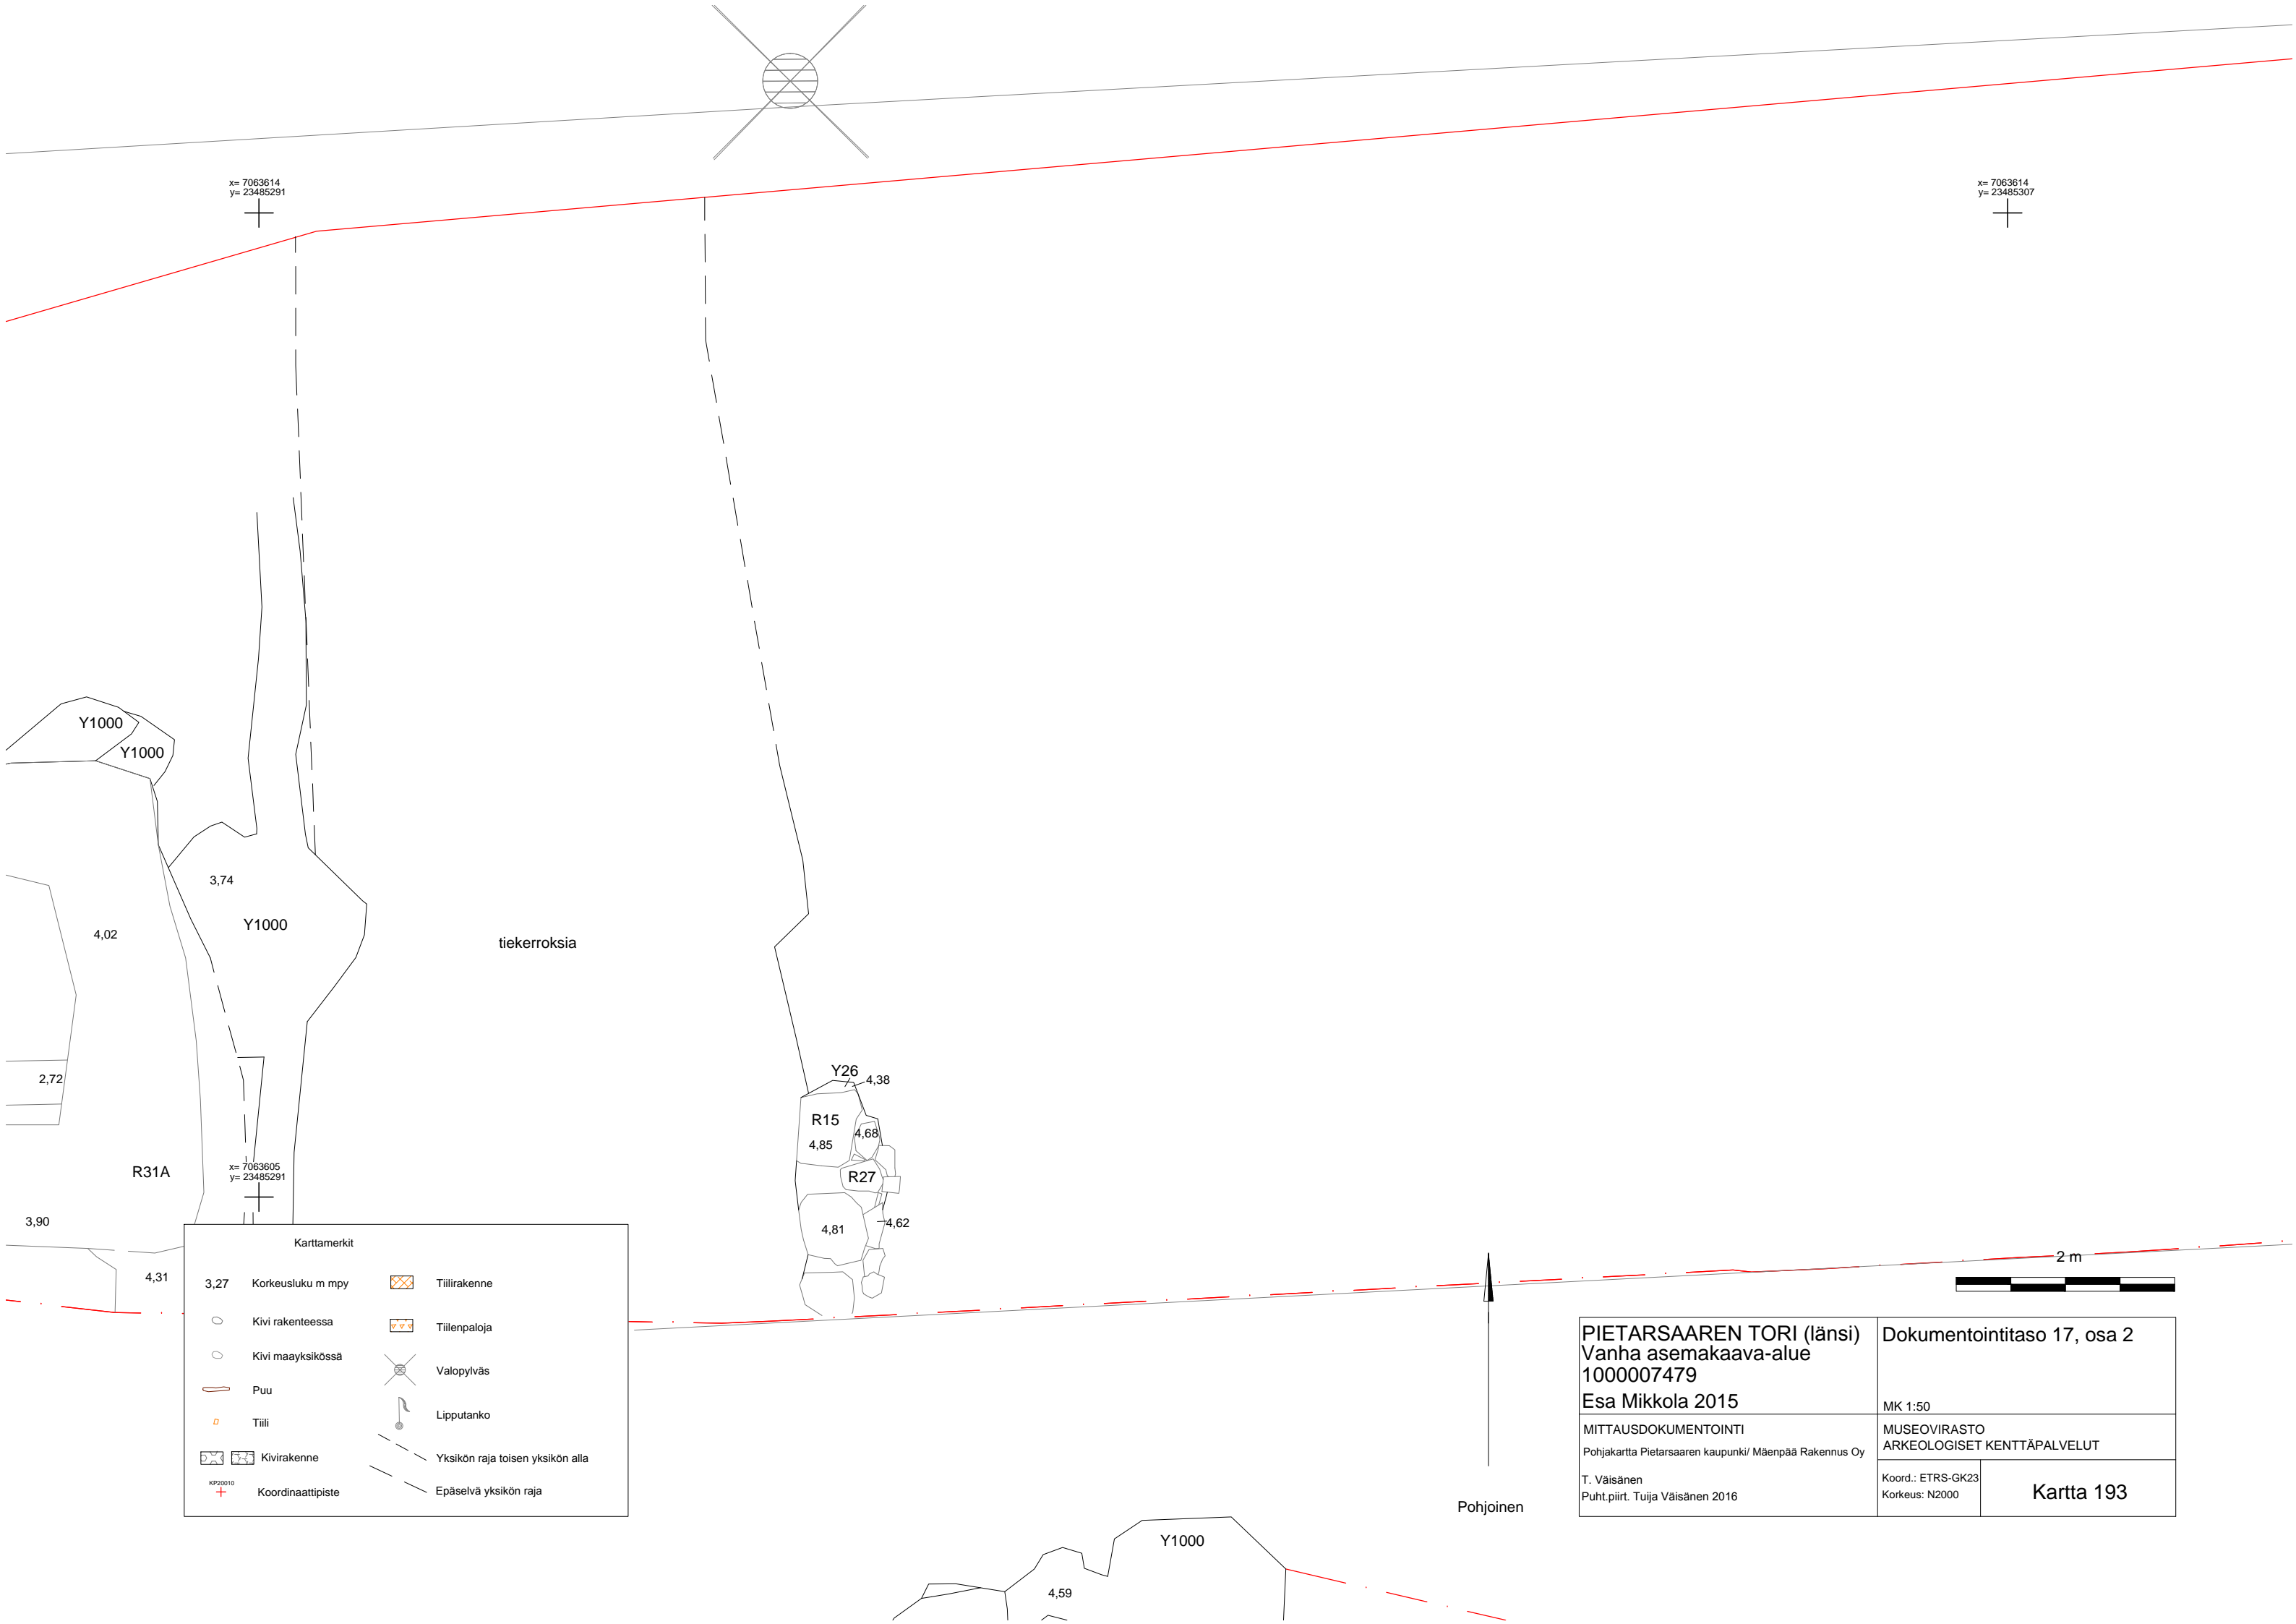 x= 7063614
y= 23485291
x= 7063614
y= 23485307
Y1000
Y1000
3,74
Y1000
4,02
tiekerroksia
2,72
Y26
4,38
R15
4,68
4,85
R31A
x= 7063605
y= 23485291
R27
3,90
4,81
4,62
4,31
2 m
Karttamerkit
3,27 Korkeusluku m mpy
Kivi rakenteessa
Kivi maayksikössä
Puu
Tiili
Kivirakenne
KP20010
Koordinaattipiste
Tiilirakenne
Tiilenpaloja
Valopylväs
Lipputanko
Yksikön raja toisen yksikön alla
Epäselvä yksikön raja
Pohjoinen
PIETARSAAREN TORI (länsi)
Vanha asemakaava-alue
1000007479
Esa Mikkola 2015
Dokumentointitaso 17, osa 2
MK 1:50
MITTAUSDOKUMENTOINTI
Pohjakartta Pietarsaaren kaupunki/ Mäenpää Rakennus Oy
T. Väisänen
Puht.piirt. Tuija Väisänen 2016
MUSEOVIRASTO
ARKEOLOGISET KENTTÄPALVELUT
Koord.: ETRS-GK23
Korkeus: N2000
Kartta 193
Y1000
4,59